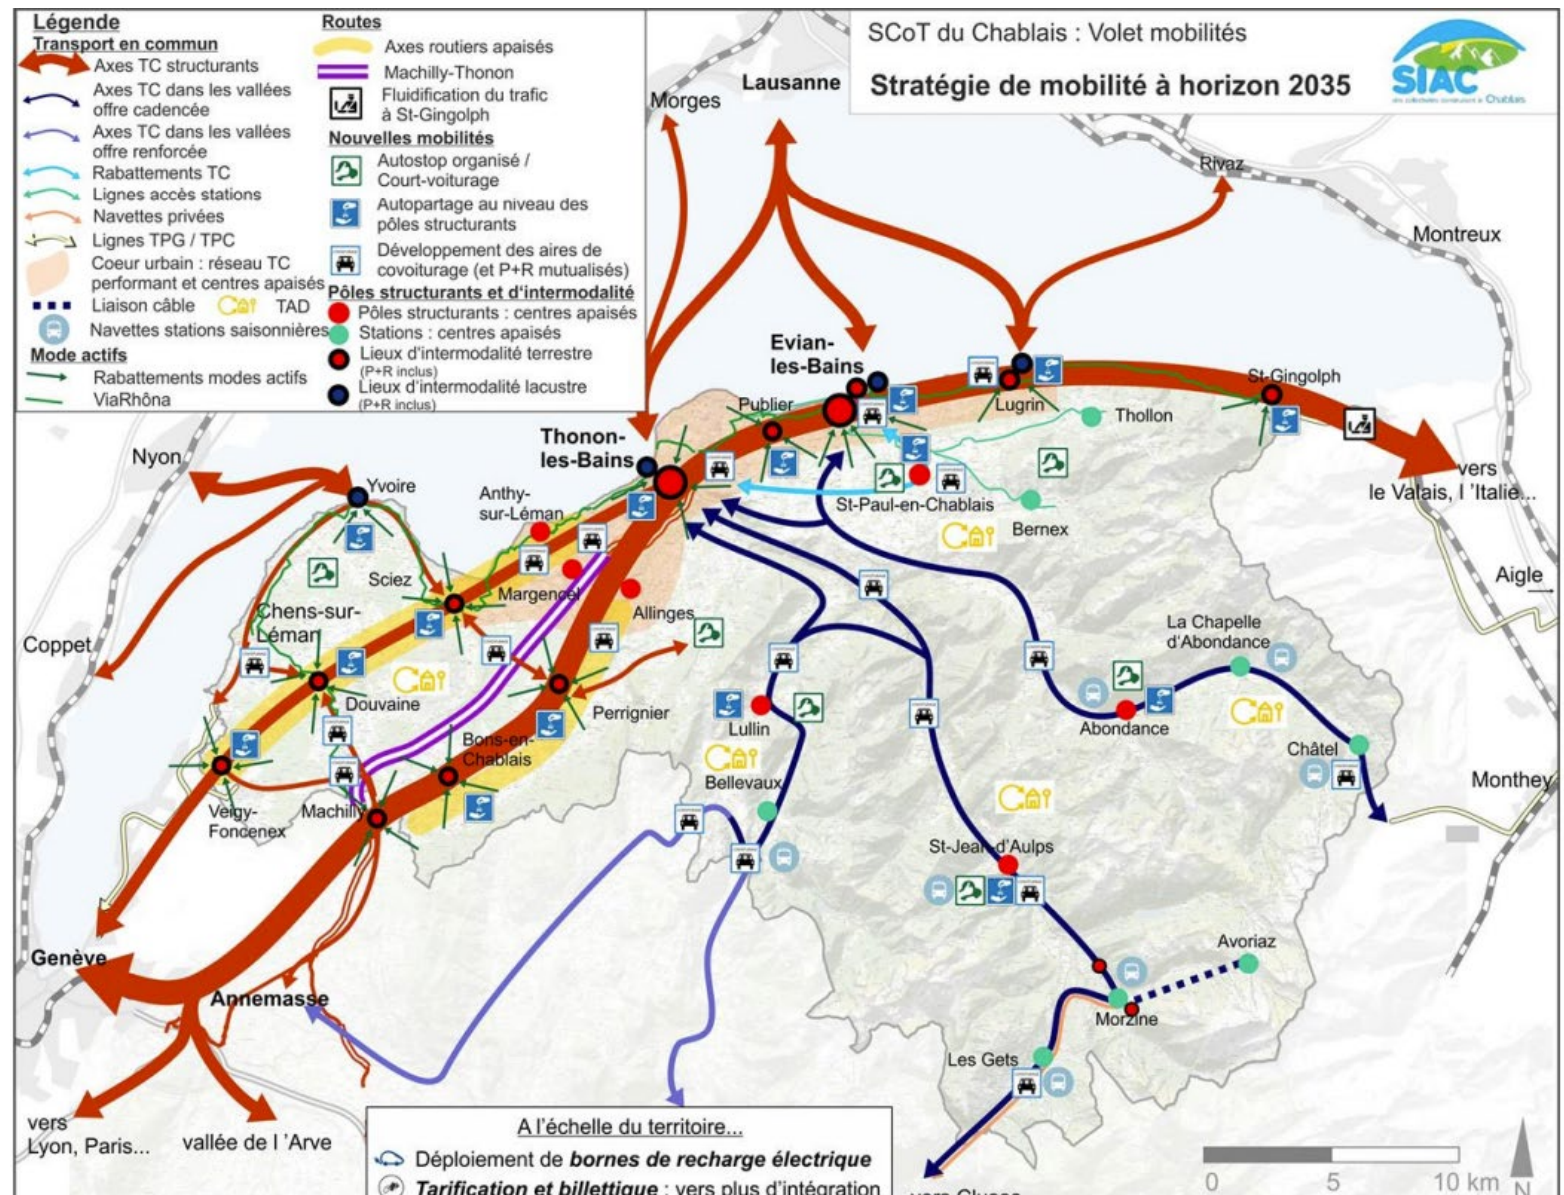 Légende
Transport en commun
Axes TC structurants
Axes TC dans les vallées
offre cadencée
Axes TC dans les vallées
offre renforcée
Rabattements TC
Lignes accès stations
Navettes privées
Lignes TPG / TPC
Coeur urbain : réseau TC
performant et centres apaisés
Liaison câble
TAD
Navettes stations saisonnières
Mode actifs
Rabattements modes actifs
ViaRhôna
Routes
Axes routiers apaisés
Machilly-Thonon
Fluidification du trafic
à St-Gingolph
Nouvelles mobilités
Autostop organisé /
Court-voiturage
Autopartage au niveau des
pôles structurants
Développement des aires de
covoiturage (et P+R mutualisés)
Pôles structurants et d'intermodalité
Pôles structurants : centres apaisés
Stations : centres apaisés
Lieux d'intermodalité terrestre
(P+R inclus)
Lieux d'intermodalité lacustre
(P+R inclus)
SCoT du Chablais : Volet mobilités
Stratégie de mobilité à horizon 2035
SIAC
Lausanne
Morges
Rivaz
Montreux
Evian-
les-Bains
Publier
Lugrin
St-Gingolph
Thollon
Thonon-
les-Bains
Nyon
Yvoire
Anthy-
sur-Léman
St-Paul-en-Chablais
Bernex
vers
le Valais, l 'Italie...
Aigle
Sciez
Margencel
Allinges
Chens-sur-
Léman
Coppet
Douvaine
Perrignier
La Chapelle
d'Abondance
Lullin
Abondance
Châtel
Bons-en-
Chablais
Bellevaux
Monthey
Veigy-
Foncenex
Machilly
St-Jean-d'Aulps
Genève
Annemasse
Avoriaz
Morzine
Les Gets
vers
Lyon, Paris...
vallée de l 'Arve
A l'échelle du territoire...
Déploiement de bornes de recharge électrique
Tarification et billettique : vers plus d'intégration
0 5 10 km
N